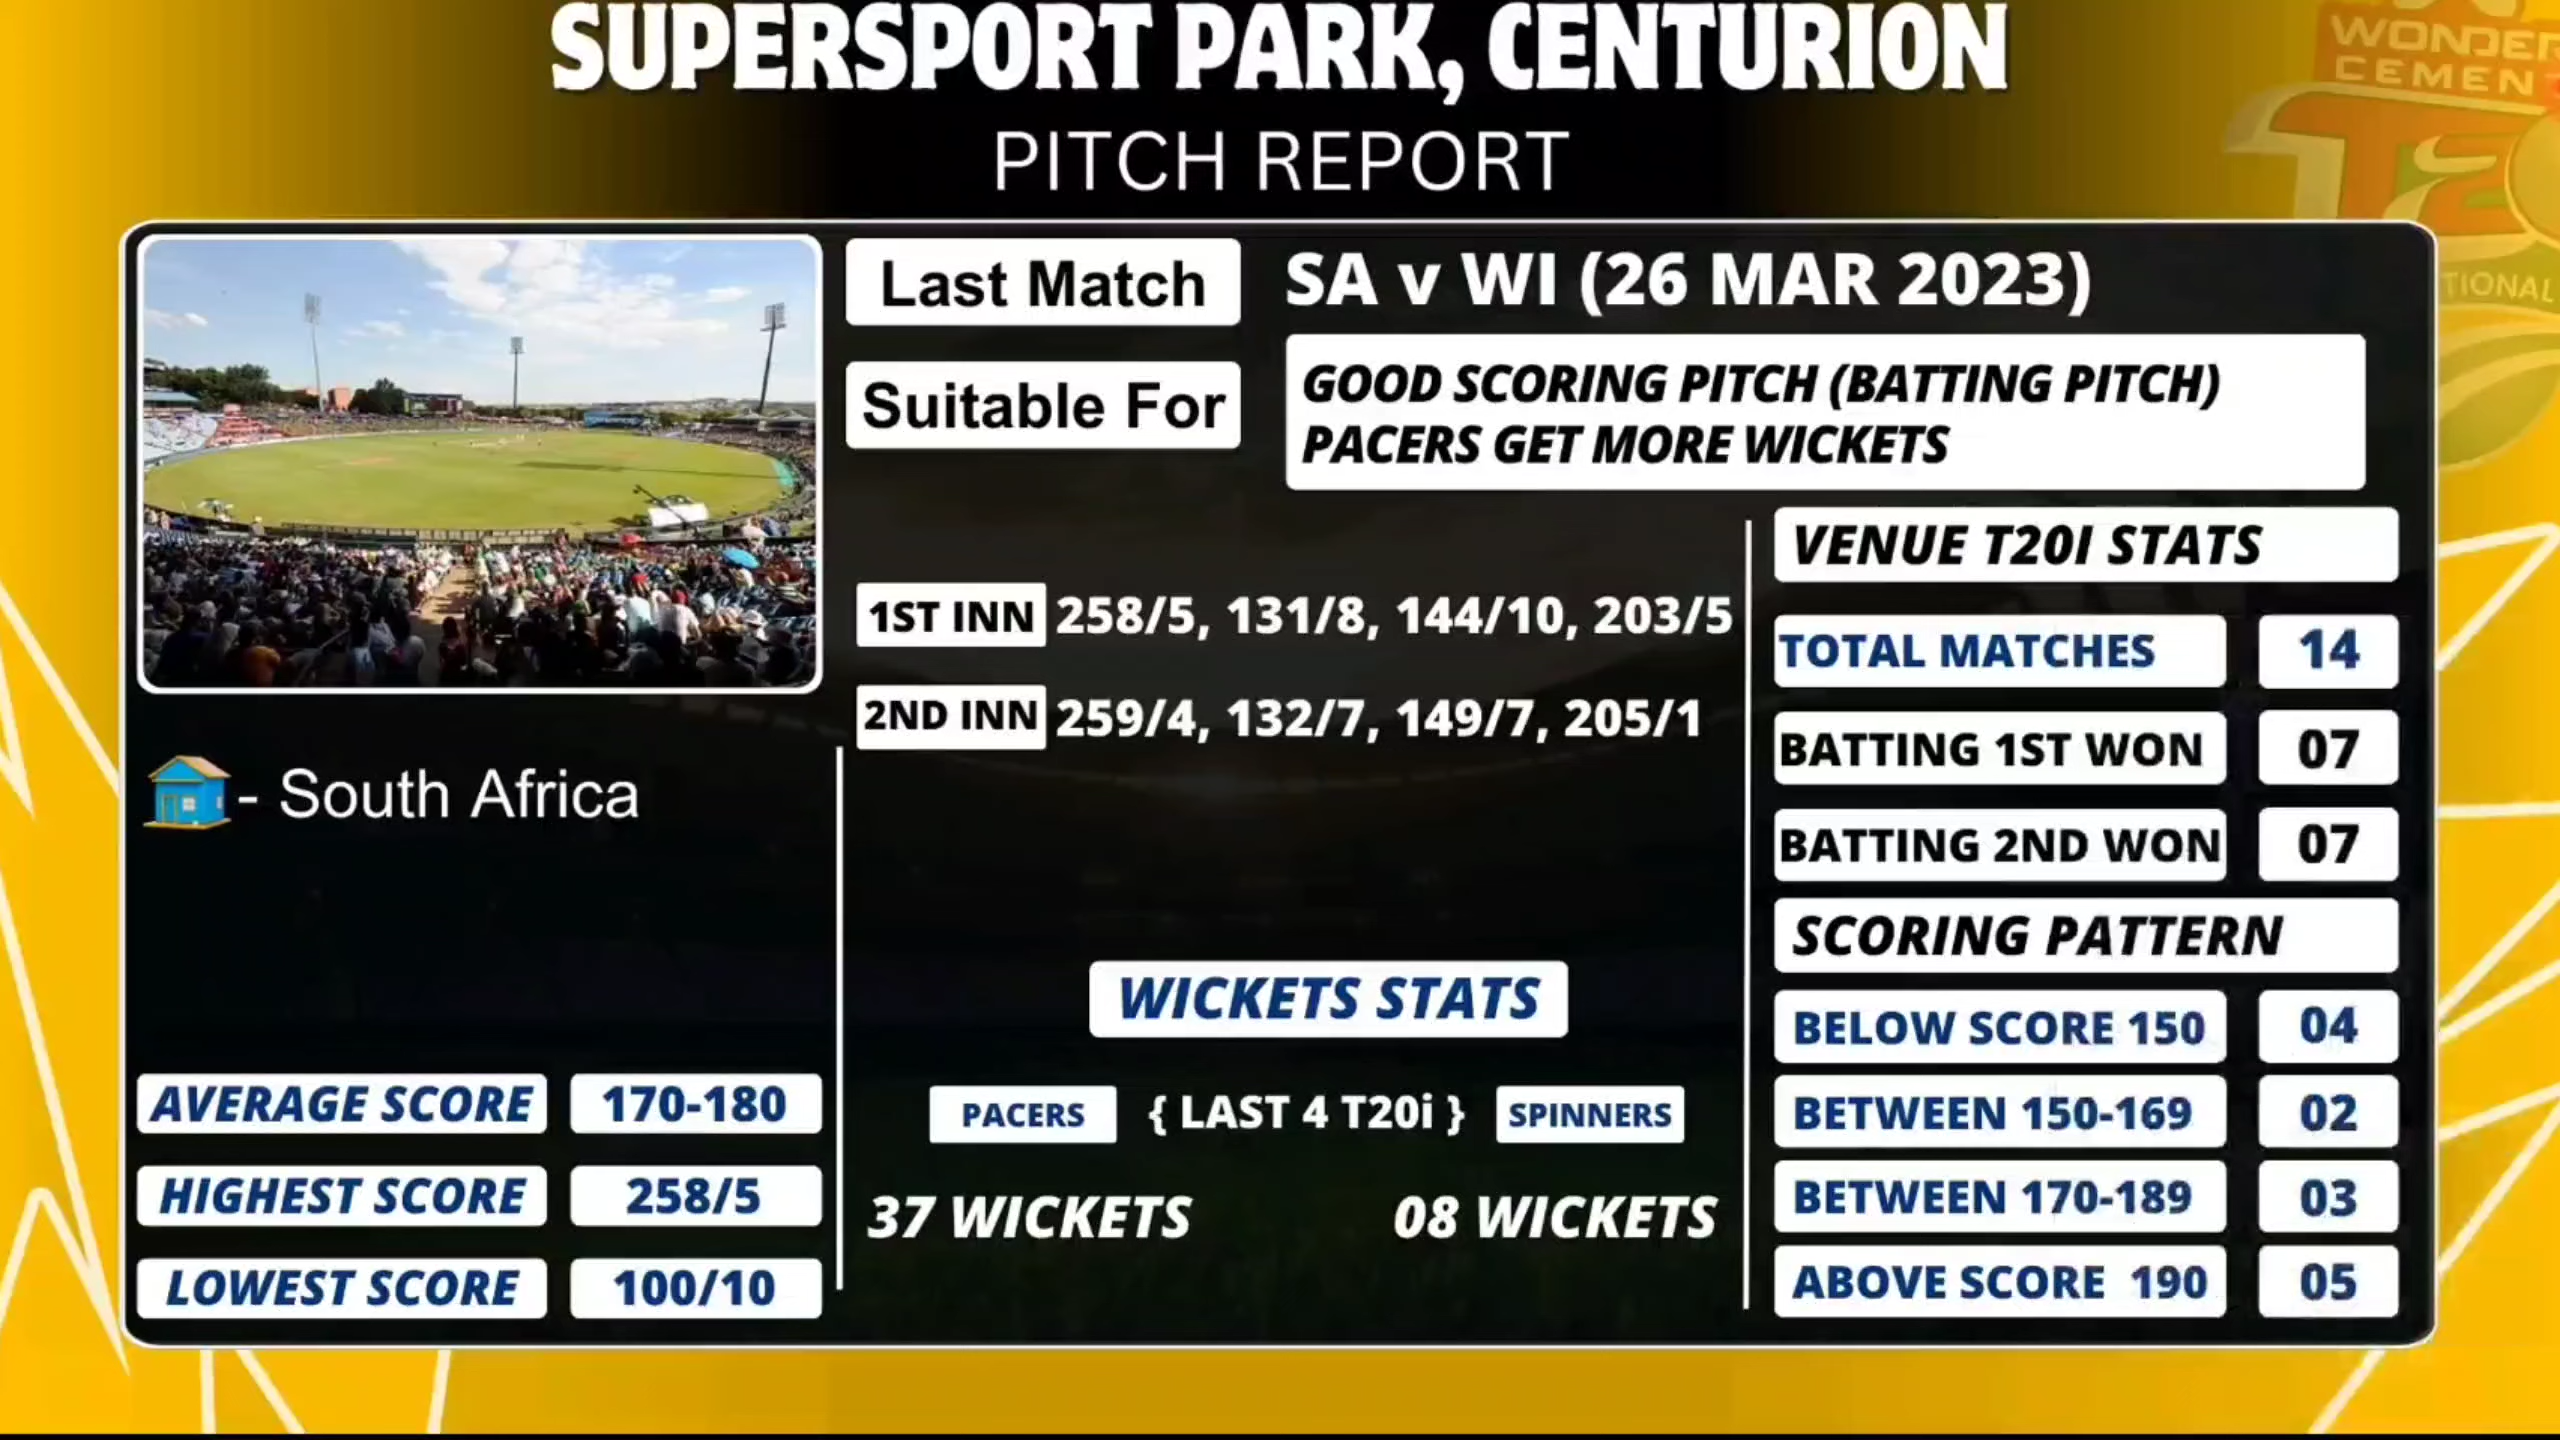 SUPERSPORT PARK, CENTURION
PITCH REPORT
WONDER
CEMEN
T20
TIONAL
Last Match
SA v WI (26 MAR 2023)
Suitable For
GOOD SCORING PITCH (BATTING PITCH)
PACERS GET MORE WICKETS
1ST INN 258/5, 131/8, 144/10, 203/5
2ND INN 259/4, 132/7, 149/7, 205/1
- South Africa
AVERAGE SCORE 170-180
HIGHEST SCORE 258/5
LOWEST SCORE 100/10
WICKETS STATS
PACERS { LAST 4 T20i } SPINNERS
37 WICKETS 08 WICKETS
VENUE T20I STATS
TOTAL MATCHES 14
BATTING 1ST WON 07
BATTING 2ND WON 07
SCORING PATTERN
BELOW SCORE 150 04
BETWEEN 150-169 02
BETWEEN 170-189 03
ABOVE SCORE 190 05